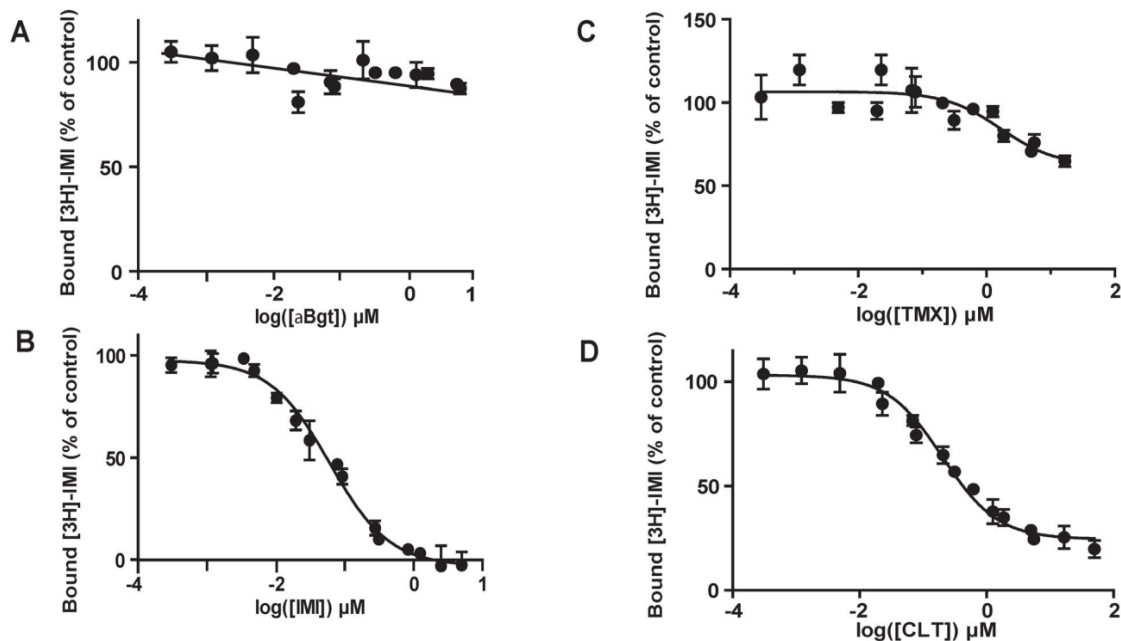 A
Bound [3H]-IMI (% of control)
100
50
0
-4
-2
0
1
log([aBgt]) µM
B
Bound [3H]-IMI (% of control)
100
50
0
-4
-2
0
1
log([IMI]) µM
C
Bound [3H]-IMI (% of control)
150
100
50
0
-4
-2
0
2
log([TMX]) µM
D
Bound [3H]-IMI (% of control)
100
50
0
-4
-2
0
2
log([CLT]) µM